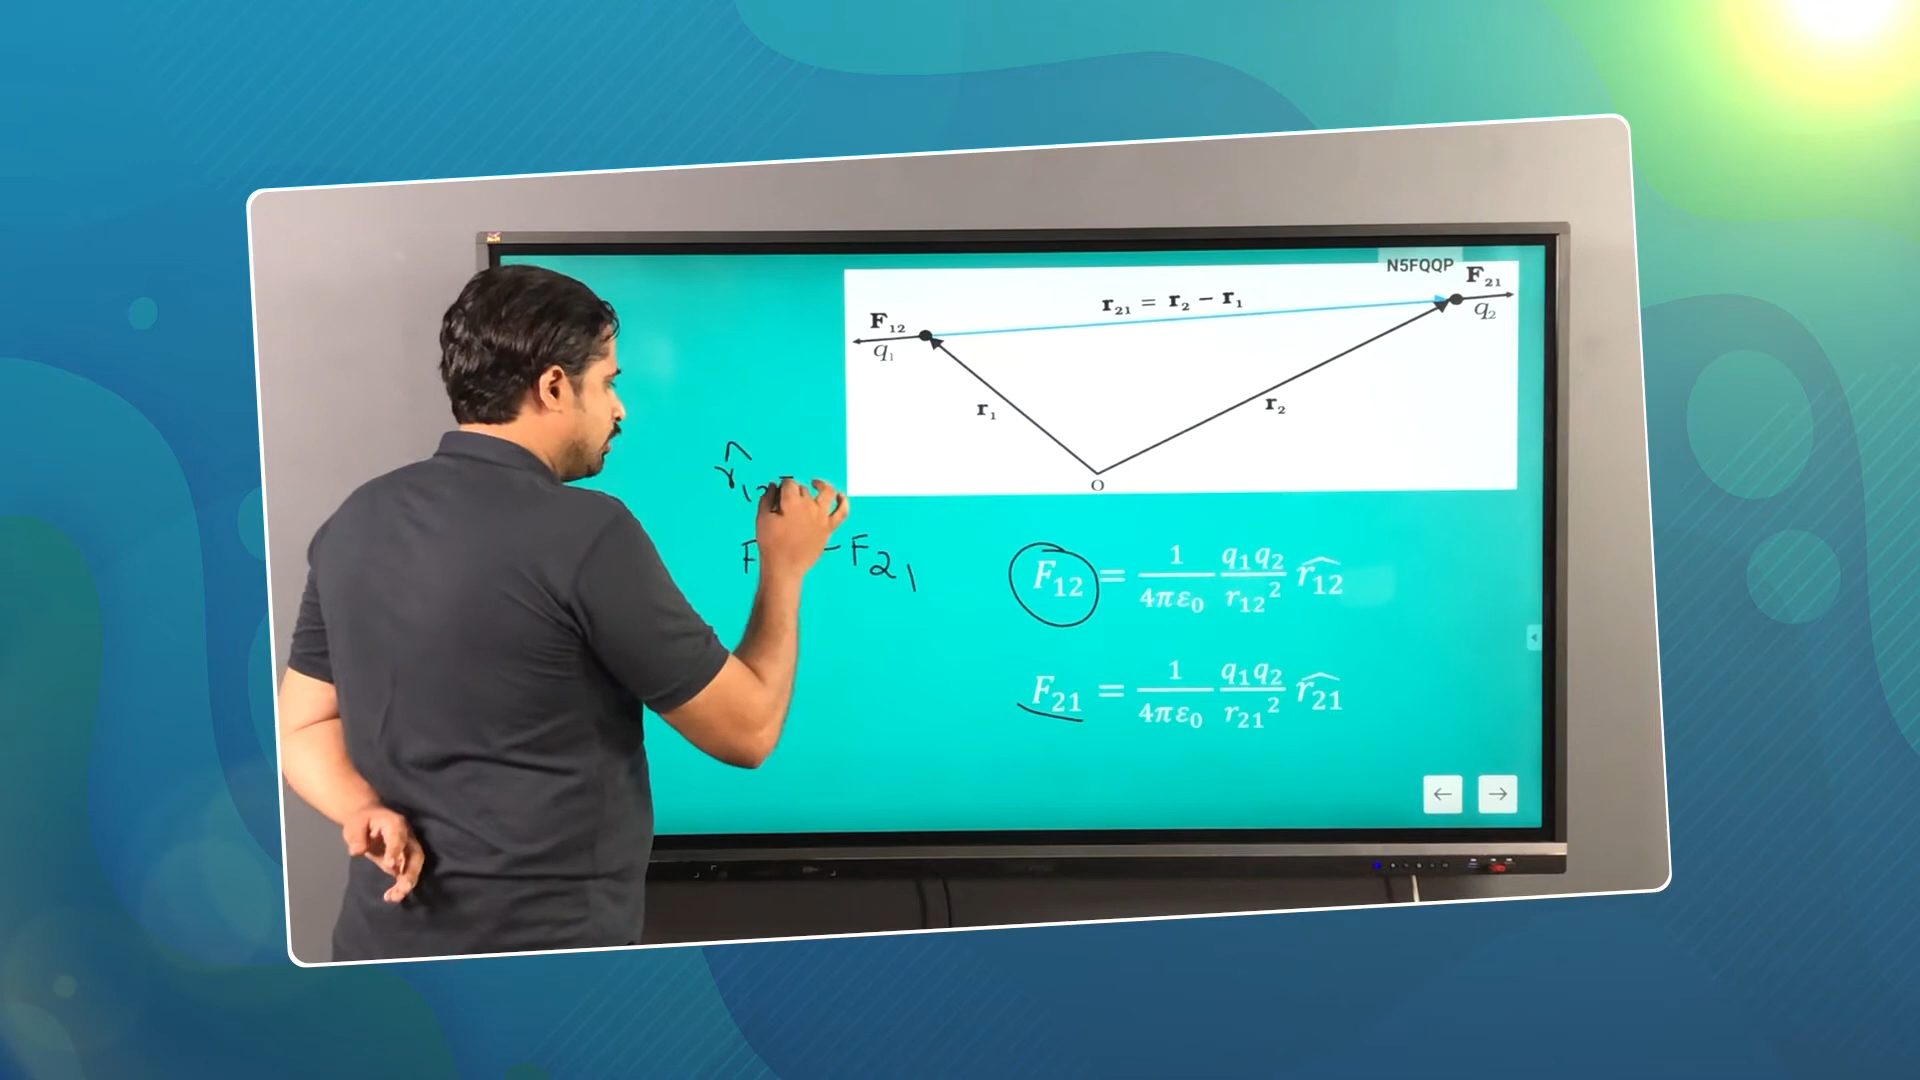 N5FQQP
F₂₁
r₂₁ = r₂ − r₁
F₁₂
q₂
q₁
r₁
r₂
O
F₁₂ = 1/4πε₀ q₁q₂/r₁₂² r̂₁₂
F₂₁ = 1/4πε₀ q₁q₂/r₂₁² r̂₂₁
r̂₁₂
F
−F₂₁
← →